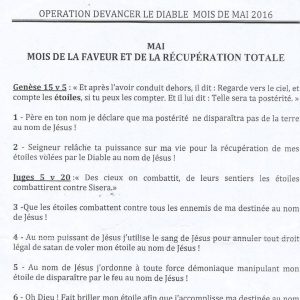 OPERATION DEVANCER LE DIABLE  MOIS DE MAI 2016
MAI
MOIS DE LA FAVEUR ET DE LA RÉCUPÉRATION TOTALE
Genèse 15 v 5 : « Et après l'avoir conduit dehors, il dit : Regarde vers le ciel, et
compte les étoiles, si tu peux les compter. Et il lui dit : Telle sera ta postérité. »
1 - Père en ton nom je déclare que ma postérité ne disparaîtra pas de la terre
au nom de Jésus !
2 - Seigneur relâche ta puissance sur ma vie pour la récupération de mes
étoiles volées par le Diable au nom de Jésus !
Juges 5 v 20 :« Des cieux on combattit, de leurs sentiers les étoiles
combattirent contre Sisera.»
3 -Que les étoiles combattent contre tous les ennemis de ma destinée au nom
de Jésus !
4 - Au nom puissant de Jésus j'utilise le sang de Jésus pour annuler tout droit
légal de satan de voler mon étoile au nom de Jésus !
5 - Au nom de Jésus j'ordonne à toute force démoniaque manipulant mon
étoile de disparaître par le feu au nom de Jésus !
6 - Oh Dieu ! Fait briller mon étoile afin que j'accomplisse ma destinée au nom